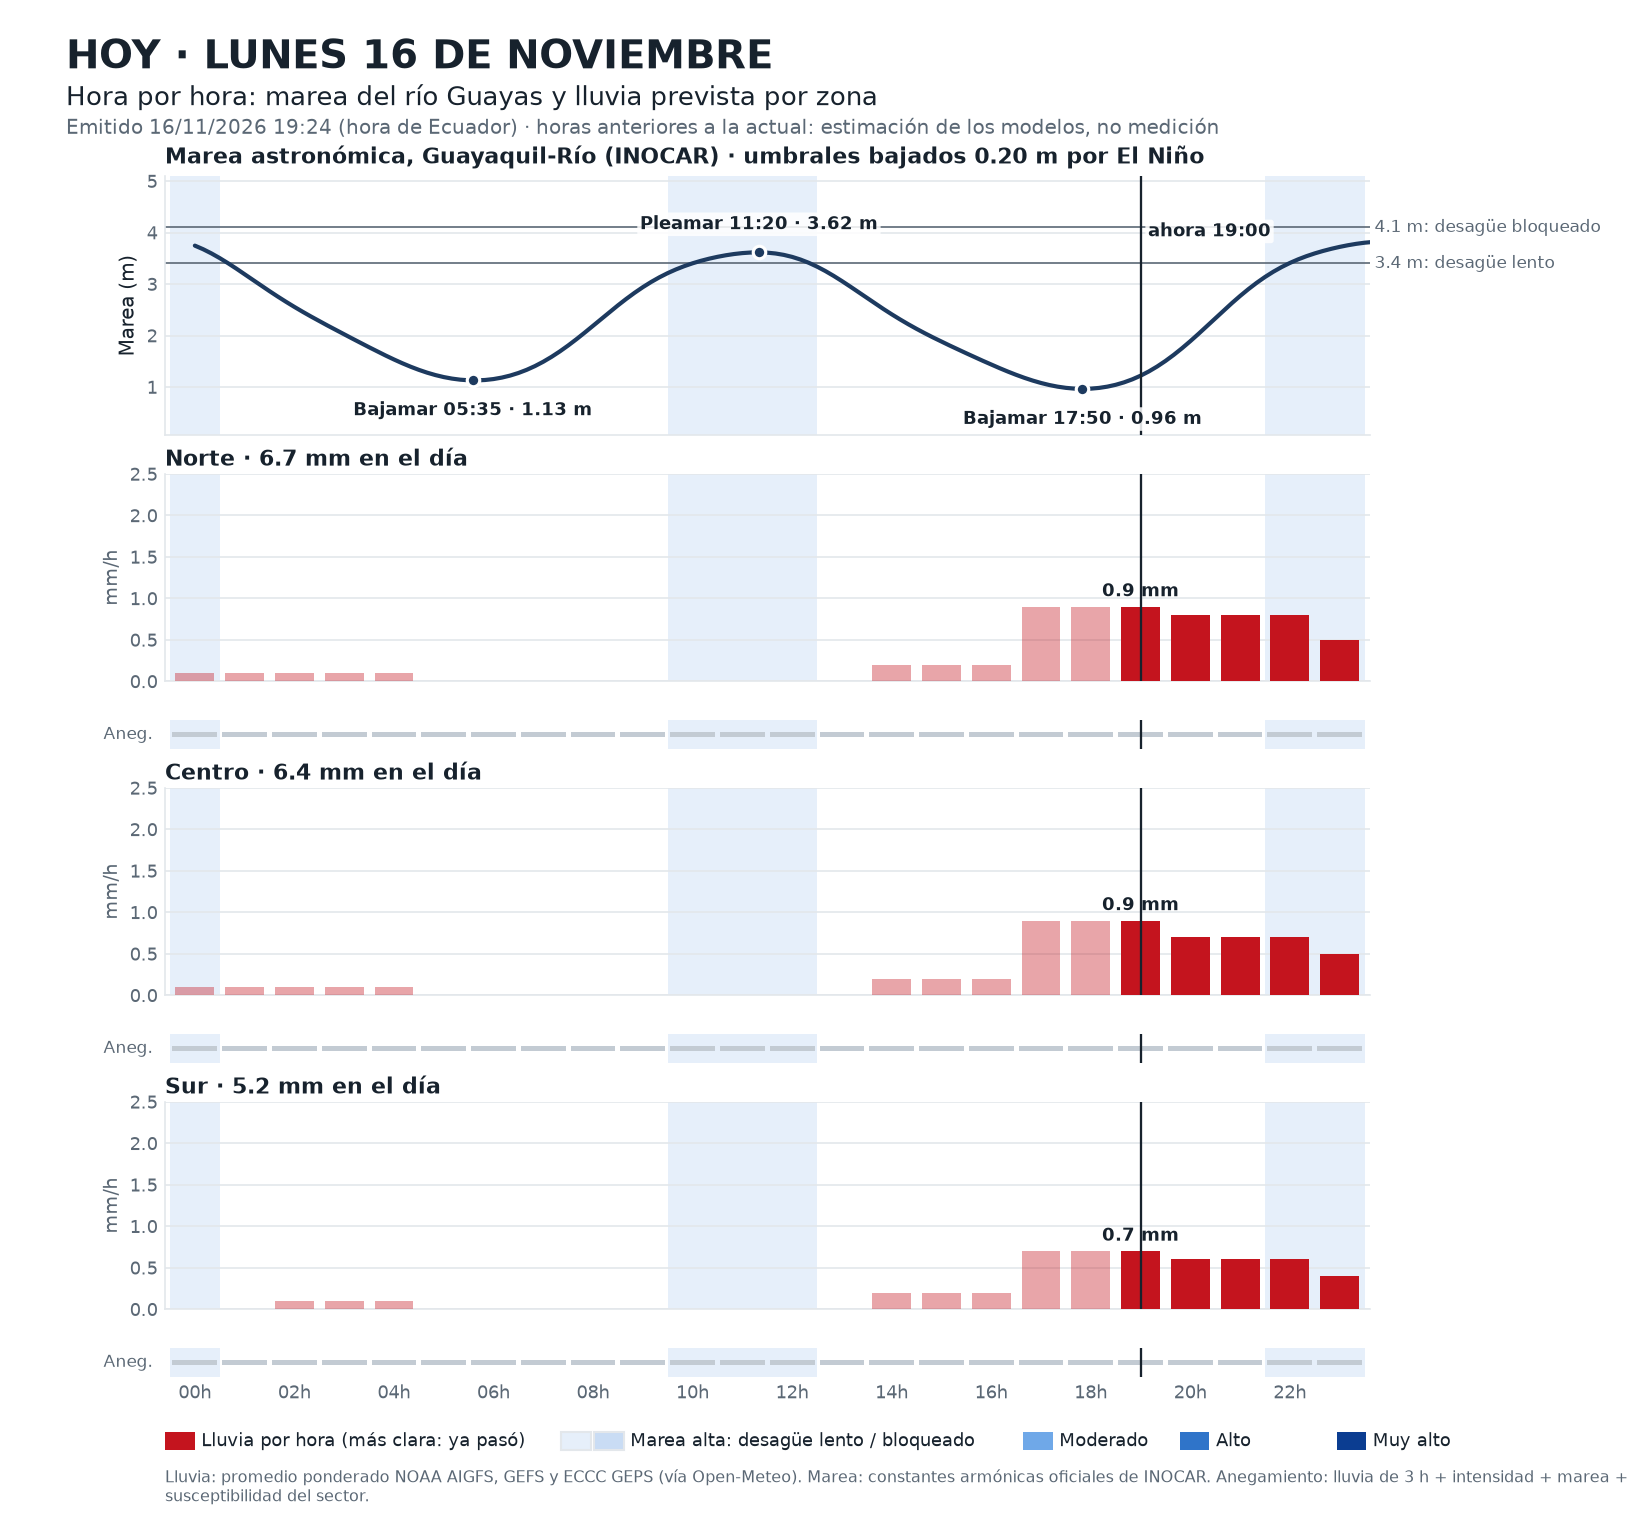 HOY · LUNES 16 DE NOVIEMBRE
Hora por hora: marea del río Guayas y lluvia prevista por zona
Emitido 16/11/2026 19:24 (hora de Ecuador) · horas anteriores a la actual: estimación de los modelos, no medición
Marea astronómica, Guayaquil-Río (INOCAR) · umbrales bajados 0.20 m por El Niño
5
4
3
2
1
Marea (m)
Pleamar 11:20 · 3.62 m
ahora 19:00
4.1 m: desagüe bloqueado
3.4 m: desagüe lento
Bajamar 05:35 · 1.13 m
Bajamar 17:50 · 0.96 m
Norte · 6.7 mm en el día
2.5
2.0
1.5
1.0
0.5
0.0
mm/h
0.9 mm
Aneg.
Centro · 6.4 mm en el día
2.5
2.0
1.5
1.0
0.5
0.0
mm/h
0.9 mm
Aneg.
Sur · 5.2 mm en el día
2.5
2.0
1.5
1.0
0.5
0.0
mm/h
0.7 mm
Aneg.
00h 02h 04h 06h 08h 10h 12h 14h 16h 18h 20h 22h
Lluvia por hora (más clara: ya pasó) Marea alta: desagüe lento / bloqueado Moderado Alto Muy alto
Lluvia: promedio ponderado NOAA AIGFS, GEFS y ECCC GEPS (vía Open-Meteo). Marea: constantes armónicas oficiales de INOCAR. Anegamiento: lluvia de 3 h + intensidad + marea +
susceptibilidad del sector.